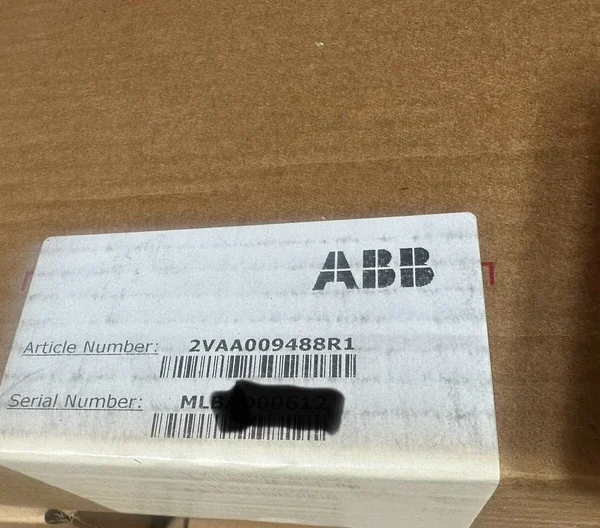 ABB
Article Number: 2VAA009488R1
Serial Number: